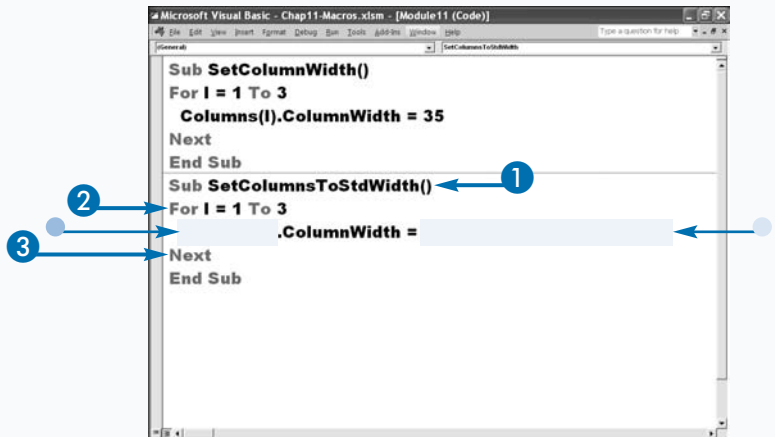 Microsoft Visual Basic - Chap11-Macros.xlsm - [Module11 (Code)]
File Edit View Insert Format Debug Run Tools Add-Ins Window Help Type a question for help
(General) SetColumnsToStdWidth
Sub SetColumnWidth()
For I = 1 To 3
Columns(I).ColumnWidth = 35
Next
End Sub
Sub SetColumnsToStdWidth() 1
2 For I = 1 To 3
.ColumnWidth =
3 Next
End Sub